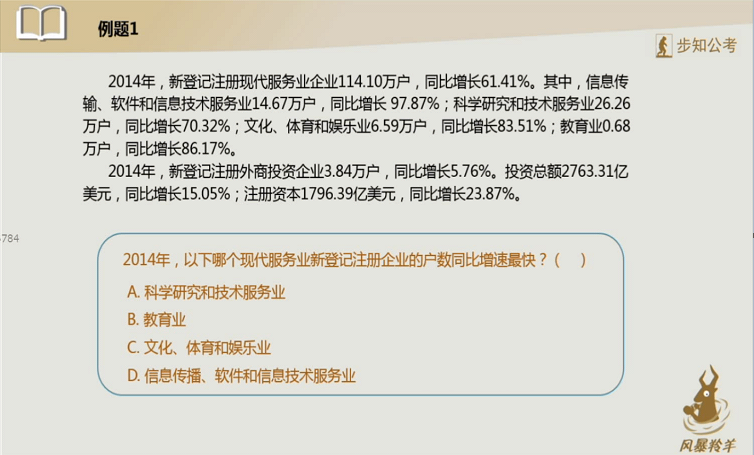 例题1
步知公考
2014年，新登记注册现代服务业企业114.10万户，同比增长61.41%。其中，信息传
输、软件和信息技术服务业14.67万户，同比增长 97.87%；科学研究和技术服务业26.26
万户，同比增长70.32%；文化、体育和娱乐业6.59万户，同比增长83.51%；教育业0.68
万户，同比增长86.17%。
2014年，新登记注册外商投资企业3.84万户，同比增长5.76%。投资总额2763.31亿
美元，同比增长15.05%；注册资本1796.39亿美元，同比增长23.87%。
784
2014年，以下哪个现代服务业新登记注册企业的户数同比增速最快？（ ）
A. 科学研究和技术服务业
B. 教育业
C. 文化、体育和娱乐业
D. 信息传播、软件和信息技术服务业
风暴羚羊